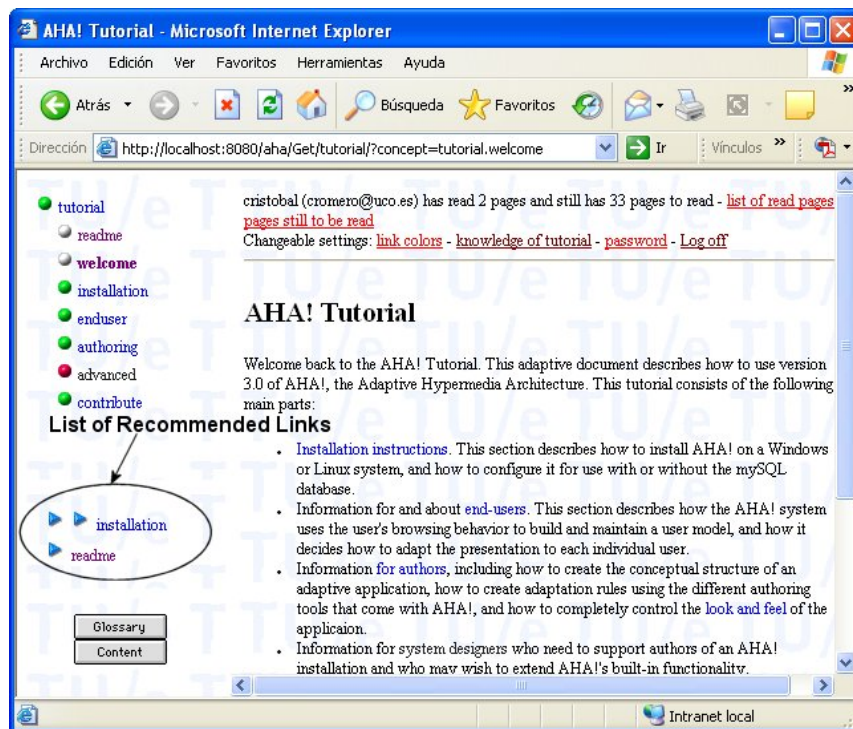 AHA! Tutorial - Microsoft Internet Explorer
Archivo Edición Ver Favoritos Herramientas Ayuda
Atrás Búsqueda Favoritos »
Dirección http://localhost:8080/aha/Get/tutorial/?concept=tutorial.welcome Ir Vínculos »
tutorial
readme
welcome
installation
enduser
authoring
advanced
contribute
List of Recommended Links
installation
readme
Glossary
Content
cristobal (cromero@uco.es) has read 2 pages and still has 33 pages to read - list of read pages
pages still to be read
Changeable settings: link colors - knowledge of tutorial - password - Log off
AHA! Tutorial
Welcome back to the AHA! Tutorial. This adaptive document describes how to use version
3.0 of AHA!, the Adaptive Hypermedia Architecture. This tutorial consists of the following
main parts:
• Installation instructions. This section describes how to install AHA! on a Windows
or Linux system, and how to configure it for use with or without the mySQL
database.
• Information for and about end-users. This section describes how the AHA! system
uses the user's browsing behavior to build and maintain a user model, and how it
decides how to adapt the presentation to each individual user.
• Information for authors, including how to create the conceptual structure of an
adaptive application, how to create adaptation rules using the different authoring
tools that come with AHA!, and how to completely control the look and feel of the
applicaion.
• Information for system designers who need to support authors of an AHA!
installation and who may wish to extend AHA!'s built-in functionality.
Intranet local